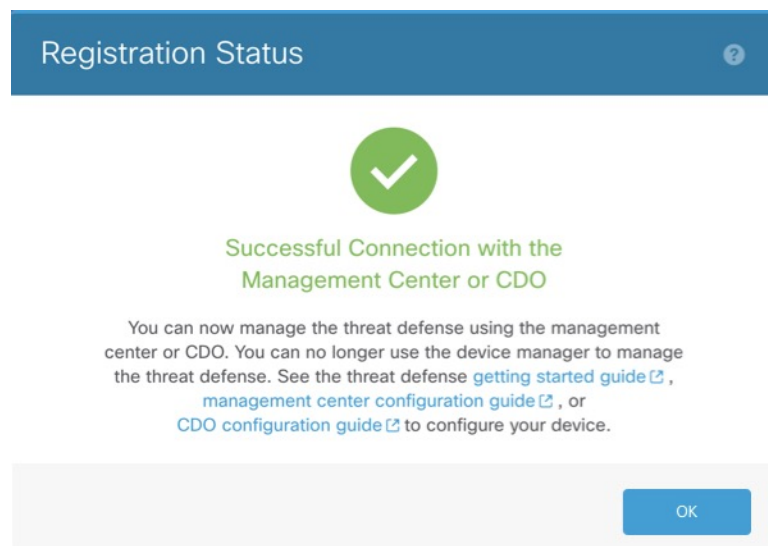 Registration Status
?
Successful Connection with the
Management Center or CDO
You can now manage the threat defense using the management
center or CDO. You can no longer use the device manager to manage
the threat defense. See the threat defense getting started guide ,
management center configuration guide , or
CDO configuration guide to configure your device.
OK